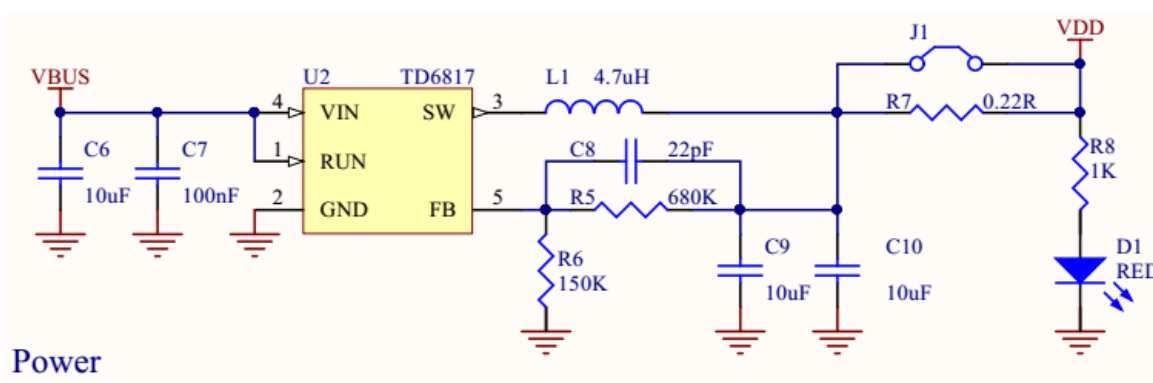 J1
VDD
VBUS
U2
TD6817
L1
4.7uH
4
VIN
SW
3
R7
0.22R
C6
C7
1
RUN
C8
22pF
R8
1K
10uF
100nF
2
GND
FB
5
R5
680K
R6
150K
C9
10uF
C10
10uF
D1
RED
Power